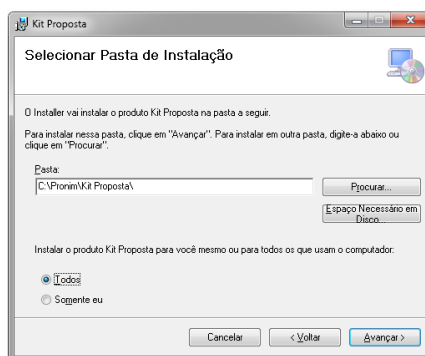 Kit Proposta
Selecionar Pasta de Instalação
O Installer vai instalar o produto Kit Proposta na pasta a seguir.
Para instalar nessa pasta, clique em "Avançar". Para instalar em outra pasta, digite-a abaixo ou
clique em "Procurar".
Pasta:
C:\Pronim\Kit Proposta\
Procurar...
Espaço Necessário em
Disco...
Instalar o produto Kit Proposta para você mesmo ou para todos os que usam o computador:
Todos
Somente eu
Cancelar
< Voltar
Avançar >